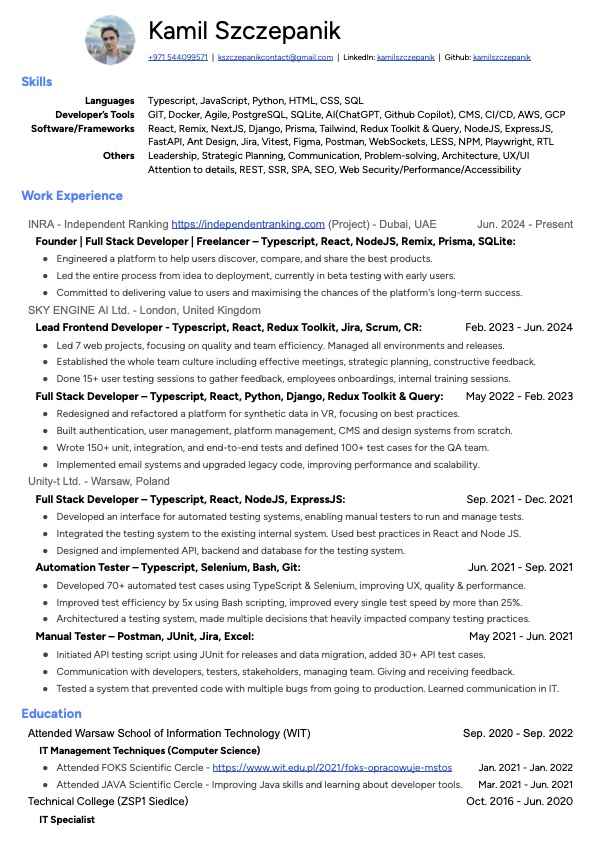 Kamil Szczepanik
+971 544099571 | kszczepanikcontact@gmail.com | LinkedIn: kamilszczepanik | Github: kamilszczepanik
Skills
Languages Typescript, JavaScript, Python, HTML, CSS, SQL
Developer's Tools GIT, Docker, Agile, PostgreSQL, SQLite, AI(ChatGPT, Github Copilot), CMS, CI/CD, AWS, GCP
Software/Frameworks React, Remix, NextJS, Django, Prisma, Tailwind, Redux Toolkit & Query, NodeJS, ExpressJS,
FastAPI, Ant Design, Jira, Vitest, Figma, Postman, WebSockets, LESS, NPM, Playwright, RTL
Others Leadership, Strategic Planning, Communication, Problem-solving, Architecture, UX/UI
Attention to details, REST, SSR, SPA, SEO, Web Security/Performance/Accessibility
Work Experience
INRA - Independent Ranking https://independentranking.com (Project) - Dubai, UAE Jun. 2024 - Present
Founder | Full Stack Developer | Freelancer – Typescript, React, NodeJS, Remix, Prisma, SQLite:
● Engineered a platform to help users discover, compare, and share the best products.
● Led the entire process from idea to deployment, currently in beta testing with early users.
● Committed to delivering value to users and maximising the chances of the platform's long-term success.
SKY ENGINE AI Ltd. - London, United Kingdom
Lead Frontend Developer - Typescript, React, Redux Toolkit, Jira, Scrum, CR: Feb. 2023 - Jun. 2024
● Led 7 web projects, focusing on quality and team efficiency. Managed all environments and releases.
● Established the whole team culture including effective meetings, strategic planning, constructive feedback.
● Done 15+ user testing sessions to gather feedback, employees onboardings, internal training sessions.
Full Stack Developer – Typescript, React, Python, Django, Redux Toolkit & Query: May 2022 - Feb. 2023
● Redesigned and refactored a platform for synthetic data in VR, focusing on best practices.
● Built authentication, user management, platform management, CMS and design systems from scratch.
● Wrote 150+ unit, integration, and end-to-end tests and defined 100+ test cases for the QA team.
● Implemented email systems and upgraded legacy code, improving performance and scalability.
Unity-t Ltd. - Warsaw, Poland
Full Stack Developer – Typescript, React, NodeJS, ExpressJS: Sep. 2021 - Dec. 2021
● Developed an interface for automated testing systems, enabling manual testers to run and manage tests.
● Integrated the testing system to the existing internal system. Used best practices in React and Node JS.
● Designed and implemented API, backend and database for the testing system.
Automation Tester – Typescript, Selenium, Bash, Git: Jun. 2021 - Sep. 2021
● Developed 70+ automated test cases using TypeScript & Selenium, improving UX, quality & performance.
● Improved test efficiency by 5x using Bash scripting, improved every single test speed by more than 25%.
● Architectured a testing system, made multiple decisions that heavily impacted company testing practices.
Manual Tester – Postman, JUnit, Jira, Excel: May 2021 - Jun. 2021
● Initiated API testing script using JUnit for releases and data migration, added 30+ API test cases.
● Communication with developers, testers, stakeholders, managing team. Giving and receiving feedback.
● Tested a system that prevented code with multiple bugs from going to production. Learned communication in IT.
Education
Attended Warsaw School of Information Technology (WIT) Sep. 2020 - Sep. 2022
IT Management Techniques (Computer Science)
● Attended FOKS Scientific Cercle - https://www.wit.edu.pl/2021/foks-opracowuje-mstos Jan. 2021 - Jan. 2022
● Attended JAVA Scientific Cercle - Improving Java skills and learning about developer tools. Mar. 2021 - Jun. 2021
Technical College (ZSP1 Siedlce) Oct. 2016 - Jun. 2020
IT Specialist